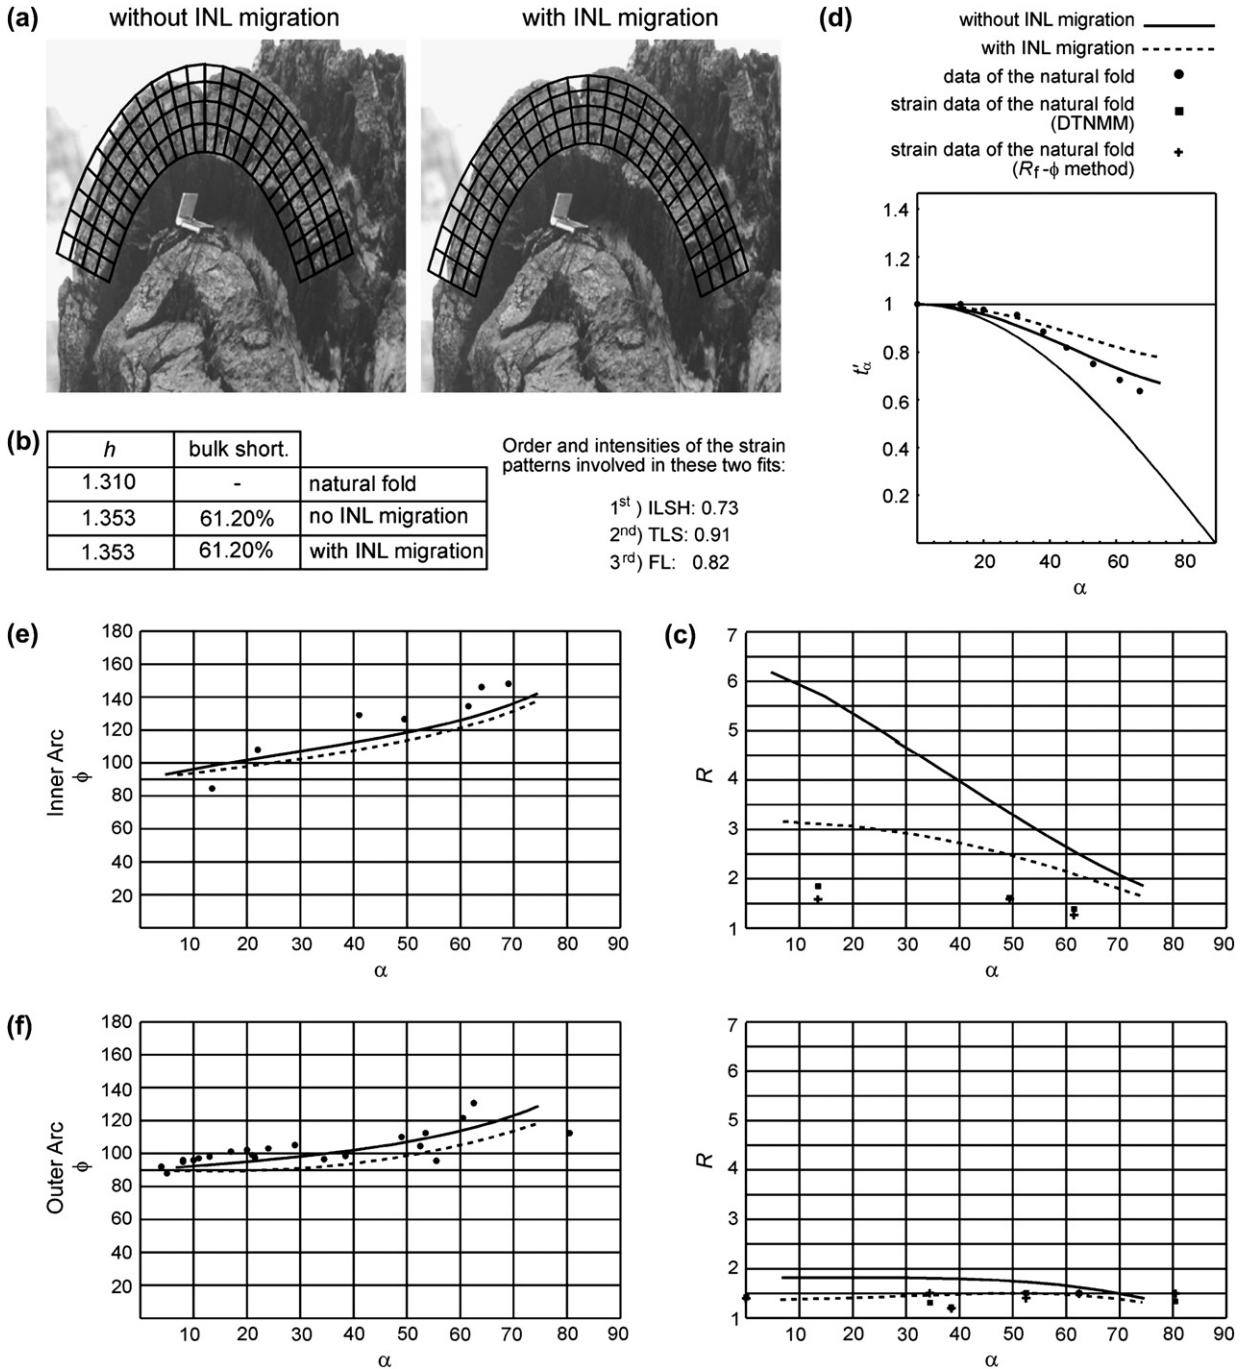 (a) without INL migration with INL migration
(d) without INL migration
with INL migration
data of the natural fold
strain data of the natural fold
(DTNMM)
strain data of the natural fold
(Rf -ϕ method)
1.4
1.2
1
0.8
0.6
0.4
0.2
t'α
20 40 60 80
α
(b) h bulk short.
1.310 - natural fold
1.353 61.20% no INL migration
1.353 61.20% with INL migration
Order and intensities of the strain
patterns involved in these two fits:
1st ) ILSH: 0.73
2nd) TLS: 0.91
3rd) FL: 0.82
(e) Inner Arc
ϕ
180
160
140
120
100
80
60
40
20
10 20 30 40 50 60 70 80 90
α
(c)
R
7
6
5
4
3
2
1
10 20 30 40 50 60 70 80 90
α
(f) Outer Arc
ϕ
180
160
140
120
100
80
60
40
20
10 20 30 40 50 60 70 80 90
α
R
7
6
5
4
3
2
1
10 20 30 40 50 60 70 80 90
α